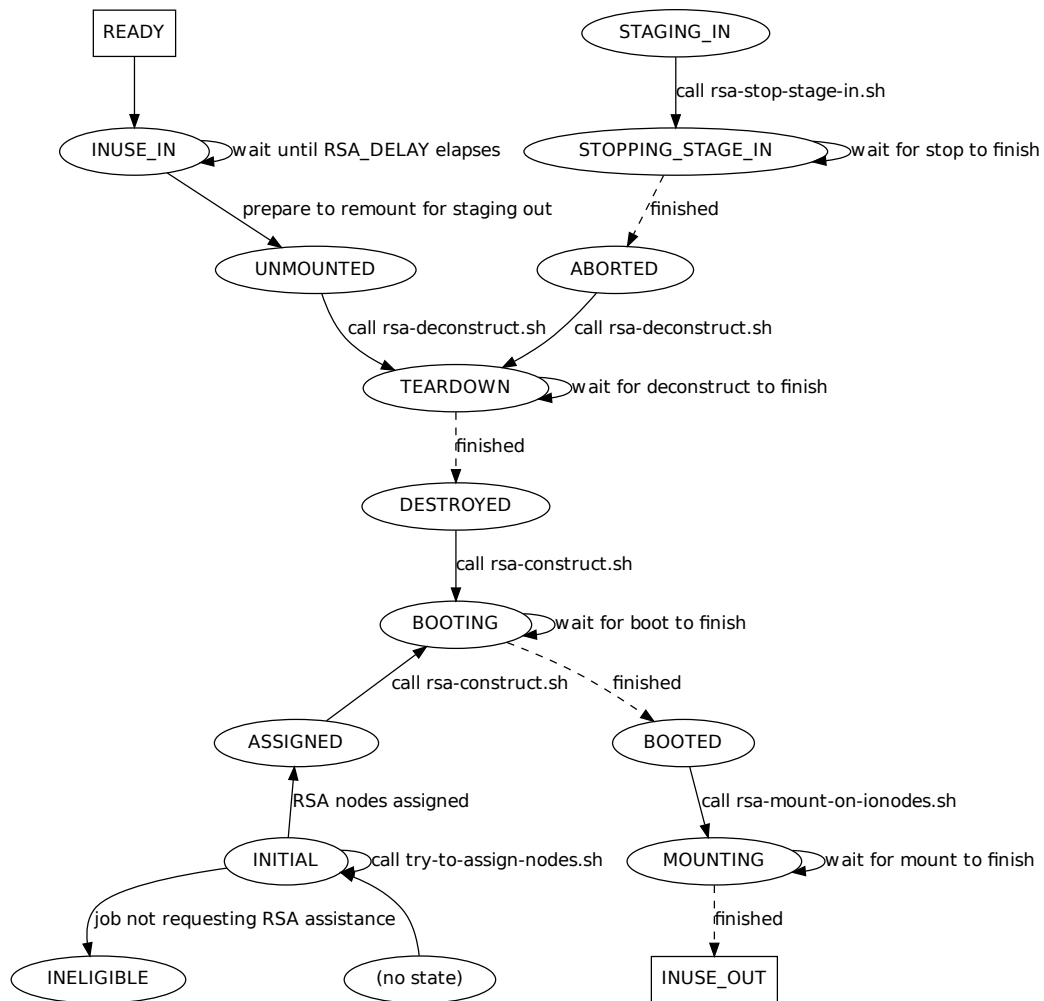 READY
STAGING_IN
call rsa-stop-stage-in.sh
INUSE_IN
wait until RSA_DELAY elapses
STOPPING_STAGE_IN
wait for stop to finish
prepare to remount for staging out
finished
UNMOUNTED
ABORTED
call rsa-deconstruct.sh
call rsa-deconstruct.sh
TEARDOWN
wait for deconstruct to finish
finished
DESTROYED
call rsa-construct.sh
BOOTING
wait for boot to finish
call rsa-construct.sh
finished
ASSIGNED
BOOTED
RSA nodes assigned
call rsa-mount-on-ionodes.sh
INITIAL
call try-to-assign-nodes.sh
MOUNTING
wait for mount to finish
job not requesting RSA assistance
finished
INELIGIBLE
(no state)
INUSE_OUT